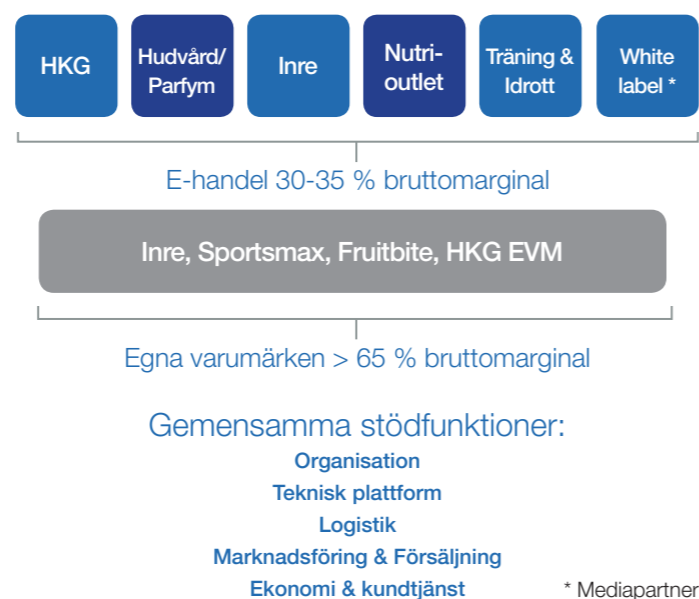 HKG
Hudvård/
Parfym
Inre
Nutri-
outlet
Träning &
Idrott
White
label *
E-handel 30-35 % bruttomarginal
Inre, Sportsmax, Fruitbite, HKG EVM
Egna varumärken > 65 % bruttomarginal
Gemensamma stödfunktioner:
Organisation
Teknisk plattform
Logistik
Marknadsföring & Försäljning
Ekonomi & kundtjänst
* Mediapartner